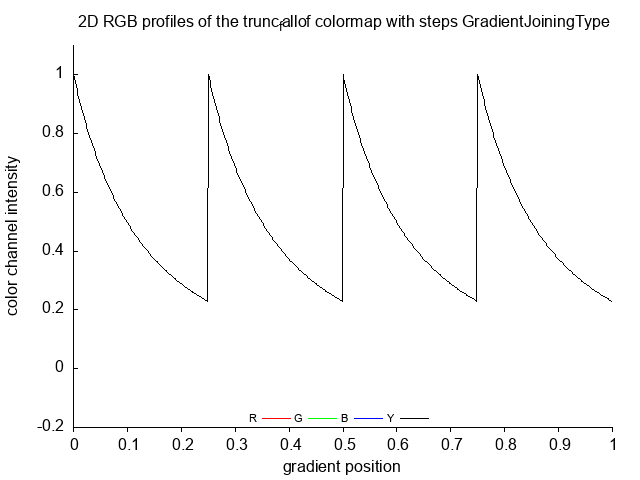 2D RGB profiles of the trunc_fallof colormap with steps GradientJoiningType
color channel intensity
1
0.8
0.6
0.4
0.2
0
-0.2
R G B Y
0 0.1 0.2 0.3 0.4 0.5 0.6 0.7 0.8 0.9 1
gradient position